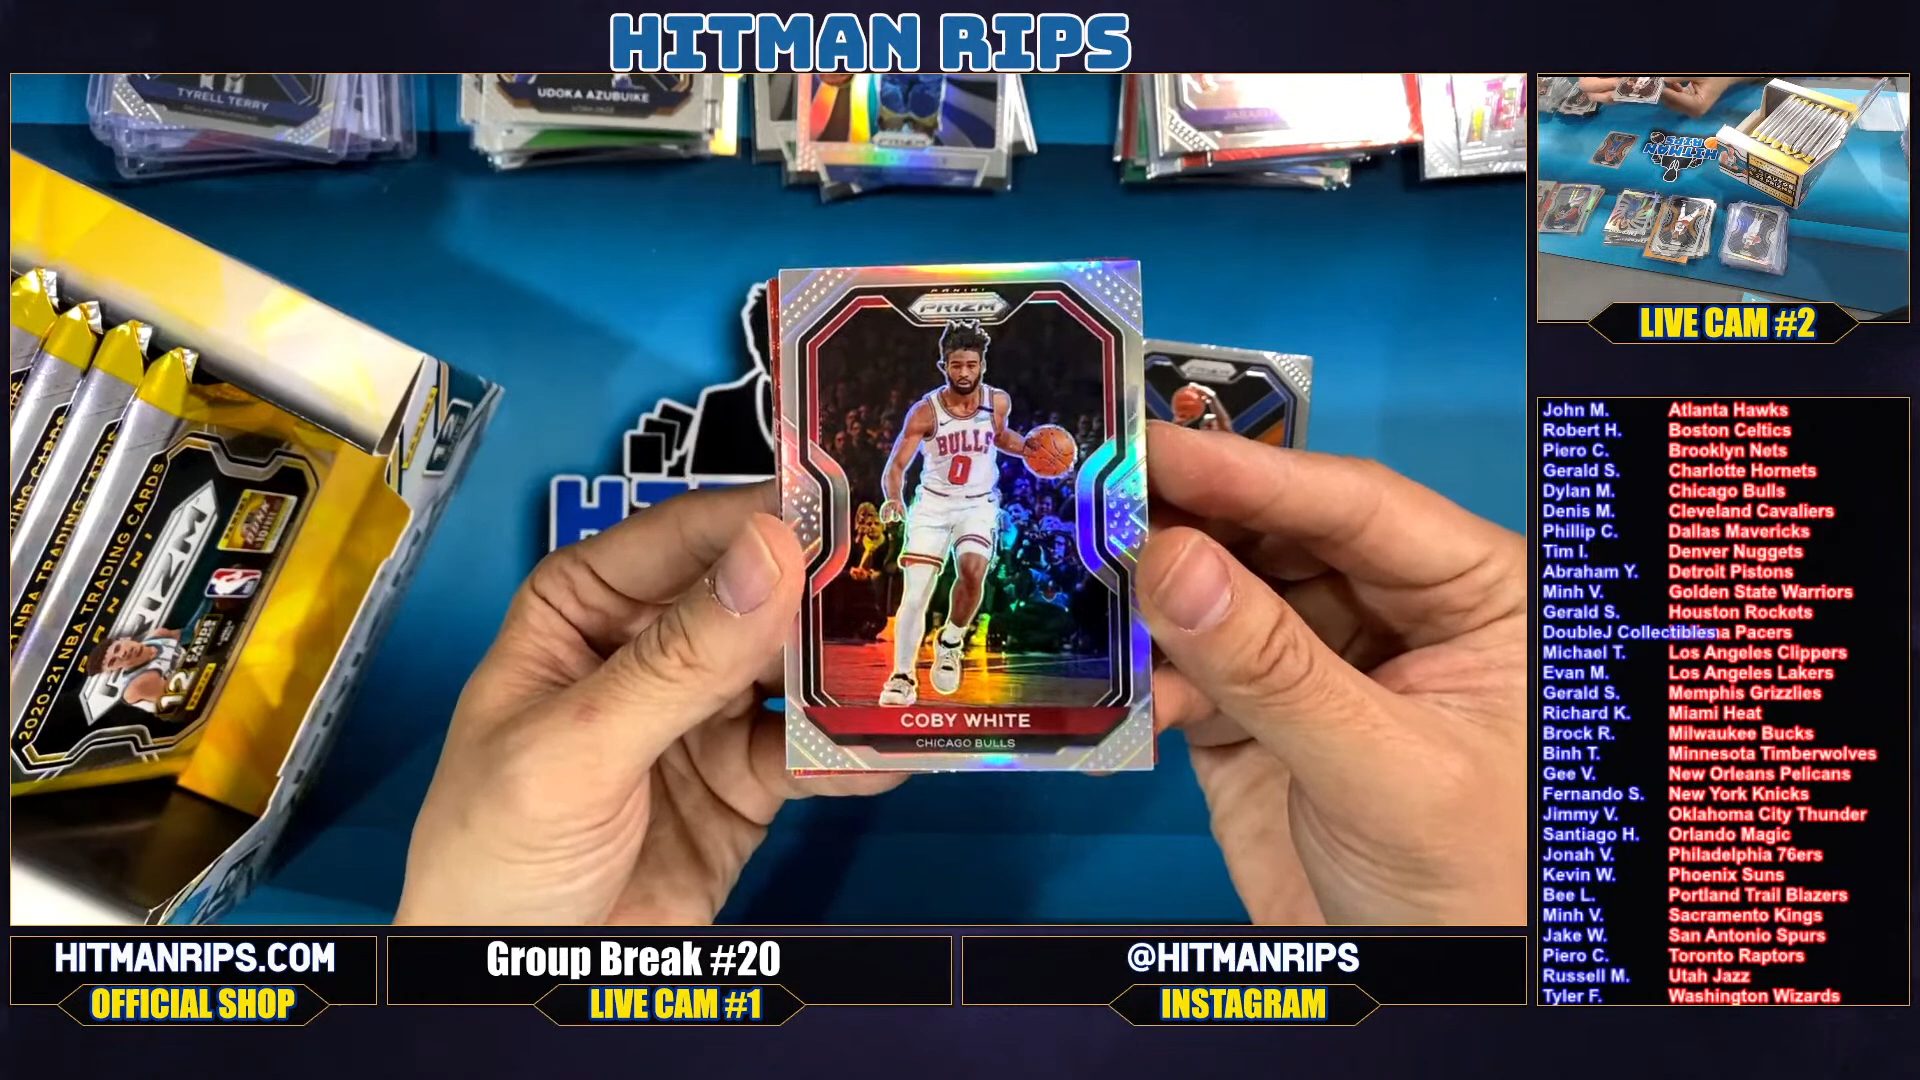 HITMAN RIPS
TYRELL TERRY
UDOKA AZUBUIKE
PANINI
PRIZM
BULLS
0
COBY WHITE
CHICAGO BULLS
2020-21 NBA TRADING CARDS
PANINI
PRIZM
12
CARDS
NBA TRADING CARDS
LIVE CAM #2
John M. Atlanta Hawks
Robert H. Boston Celtics
Piero C. Brooklyn Nets
Gerald S. Charlotte Hornets
Dylan M. Chicago Bulls
Denis M. Cleveland Cavaliers
Phillip C. Dallas Mavericks
Tim I. Denver Nuggets
Abraham Y. Detroit Pistons
Minh V. Golden State Warriors
Gerald S. Houston Rockets
DoubleJ Collectibles Pacers
Michael T. Los Angeles Clippers
Evan M. Los Angeles Lakers
Gerald S. Memphis Grizzlies
Richard K. Miami Heat
Brock R. Milwaukee Bucks
Binh T. Minnesota Timberwolves
Gee V. New Orleans Pelicans
Fernando S. New York Knicks
Jimmy V. Oklahoma City Thunder
Santiago H. Orlando Magic
Jonah V. Philadelphia 76ers
Kevin W. Phoenix Suns
Bee L. Portland Trail Blazers
Minh V. Sacramento Kings
Jake W. San Antonio Spurs
Piero C. Toronto Raptors
Russell M. Utah Jazz
Tyler F. Washington Wizards
HITMANRIPS.COM
OFFICIAL SHOP
Group Break #20
LIVE CAM #1
@HITMANRIPS
INSTAGRAM